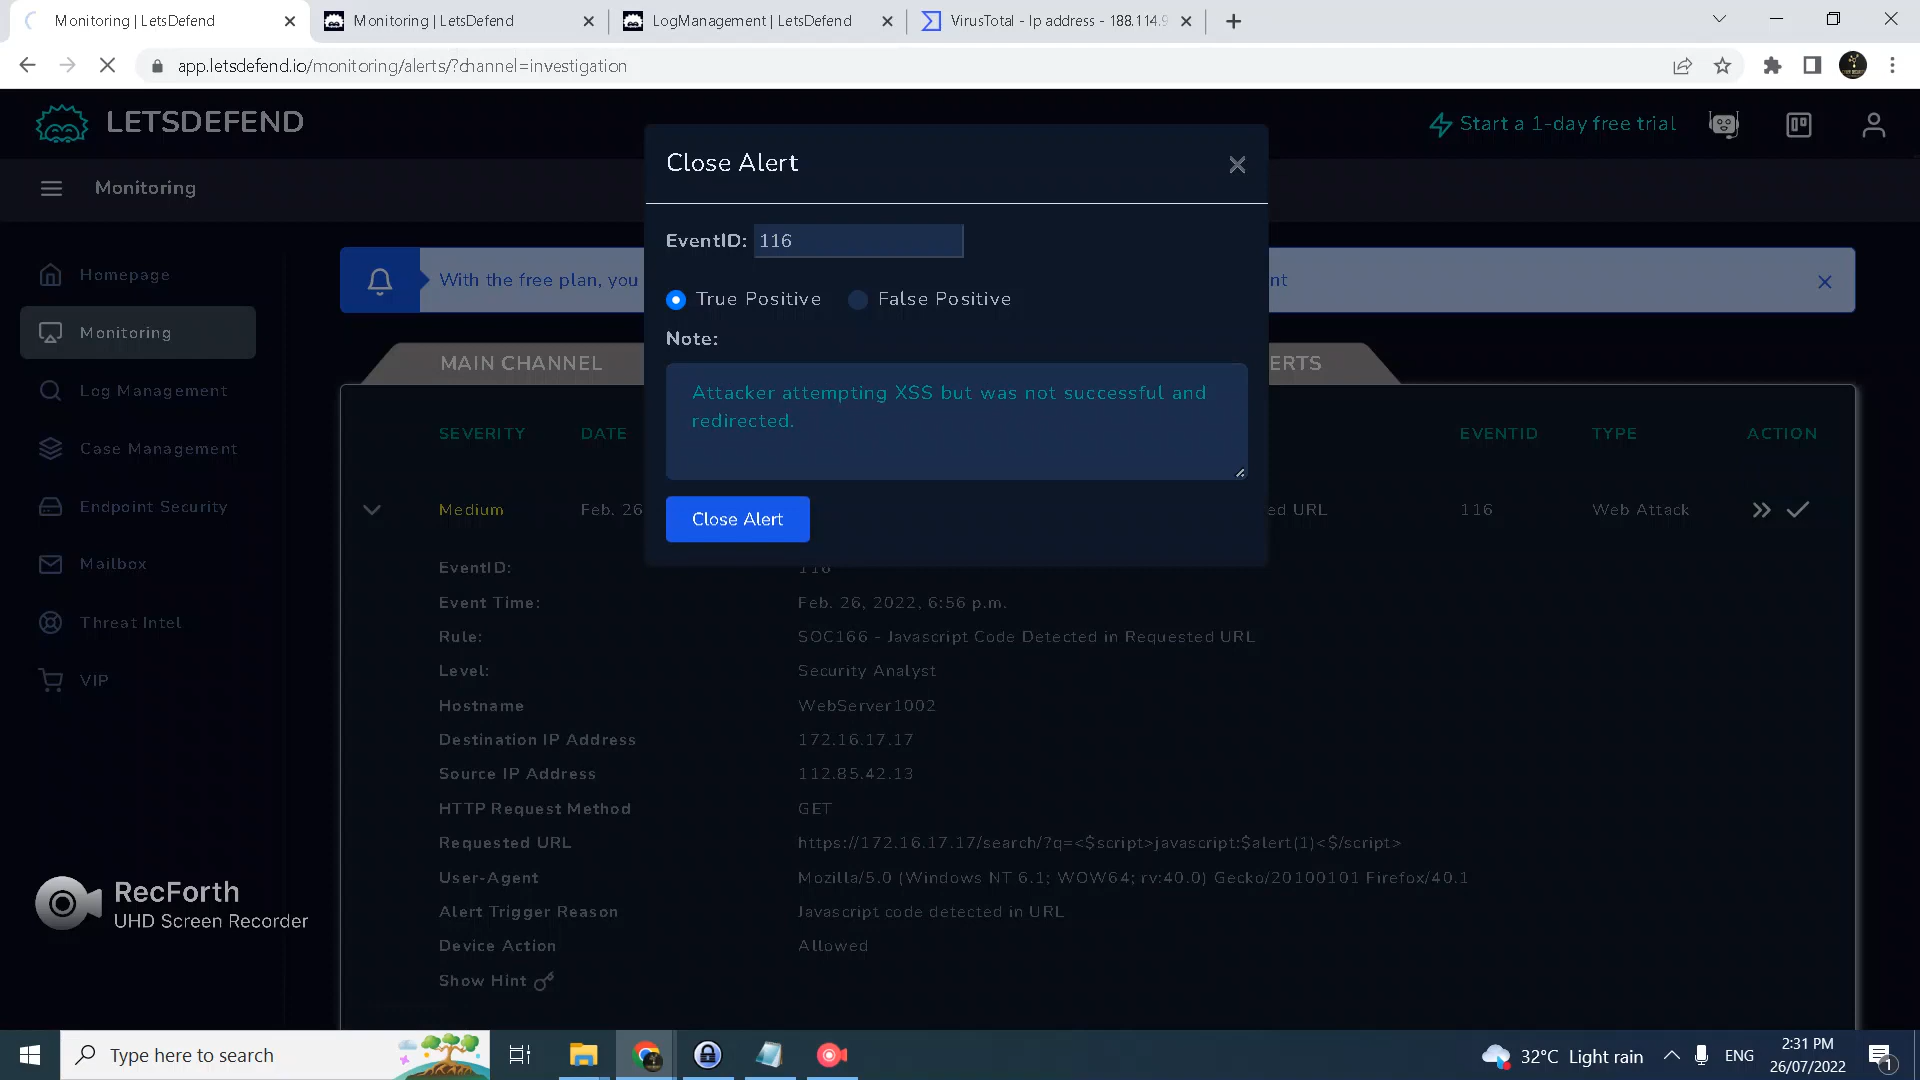 Monitoring | LetsDefend
Monitoring | LetsDefend
LogManagement | LetsDefend
VirusTotal - Ip address - 188.114.9
app.letsdefend.io/monitoring/alerts/?channel=investigation
LETSDEFEND
Start a 1-day free trial
Monitoring
Close Alert
EventID: 116
True Positive False Positive
Note:
Attacker attempting XSS but was not successful and
redirected.
Close Alert
Homepage
Monitoring
Log Management
Case Management
Endpoint Security
Mailbox
Threat Intel
VIP
With the free plan, you
nt
MAIN CHANNEL
ERTS
SEVERITY DATE EVENTID TYPE ACTION
Medium Feb. 26 ed URL 116 Web Attack
EventID: 116
Event Time: Feb. 26, 2022, 6:56 p.m.
Rule: SOC166 - Javascript Code Detected in Requested URL
Level: Security Analyst
Hostname WebServer1002
Destination IP Address 172.16.17.17
Source IP Address 112.85.42.13
HTTP Request Method GET
Requested URL https://172.16.17.17/search/?q=<$script>javascript:$alert(1)<$/script>
User-Agent Mozilla/5.0 (Windows NT 6.1; WOW64; rv:40.0) Gecko/20100101 Firefox/40.1
Alert Trigger Reason Javascript code detected in URL
Device Action Allowed
Show Hint
RecForth
UHD Screen Recorder
Type here to search
32°C Light rain
ENG
2:31 PM
26/07/2022
1